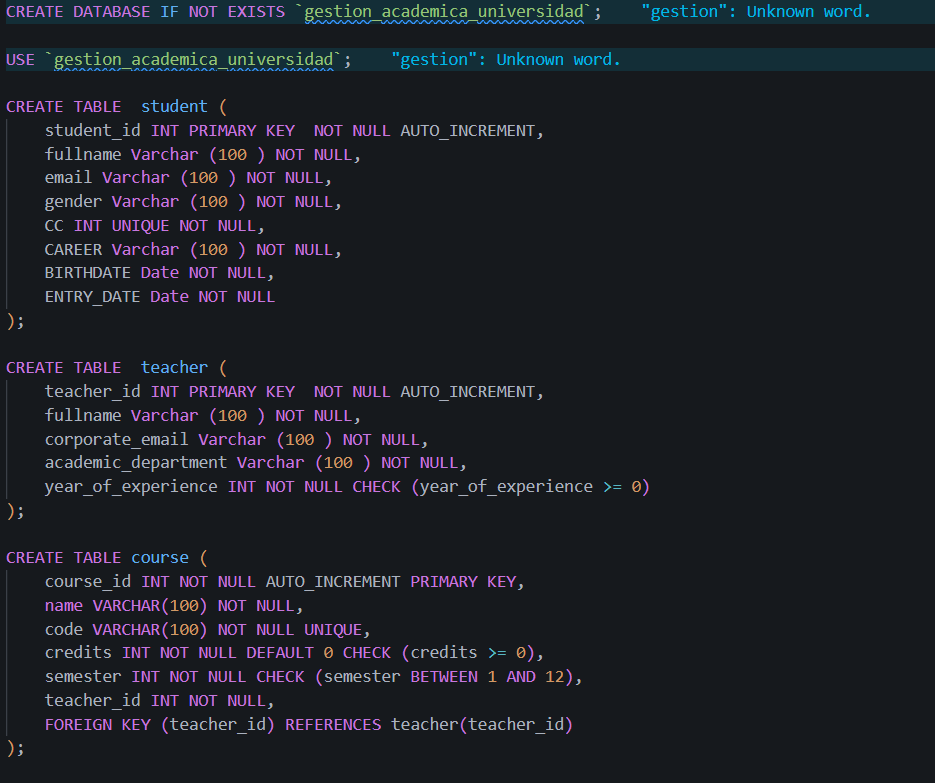 CREATE DATABASE IF NOT EXISTS `gestion_academica_universidad`;    "gestion": Unknown word.
USE `gestion_academica_universidad`;    "gestion": Unknown word.
CREATE TABLE  student (
    student_id INT PRIMARY KEY  NOT NULL AUTO_INCREMENT,
    fullname Varchar (100 ) NOT NULL,
    email Varchar (100 ) NOT NULL,
    gender Varchar (100 ) NOT NULL,
    CC INT UNIQUE NOT NULL,
    CAREER Varchar (100 ) NOT NULL,
    BIRTHDATE Date NOT NULL,
    ENTRY_DATE Date NOT NULL
);
CREATE TABLE  teacher (
    teacher_id INT PRIMARY KEY  NOT NULL AUTO_INCREMENT,
    fullname Varchar (100 ) NOT NULL,
    corporate_email Varchar (100 ) NOT NULL,
    academic_department Varchar (100 ) NOT NULL,
    year_of_experience INT NOT NULL CHECK (year_of_experience >= 0)
);
CREATE TABLE course (
    course_id INT NOT NULL AUTO_INCREMENT PRIMARY KEY,
    name VARCHAR(100) NOT NULL,
    code VARCHAR(100) NOT NULL UNIQUE,
    credits INT NOT NULL DEFAULT 0 CHECK (credits >= 0),
    semester INT NOT NULL CHECK (semester BETWEEN 1 AND 12),
    teacher_id INT NOT NULL,
    FOREIGN KEY (teacher_id) REFERENCES teacher(teacher_id)
);